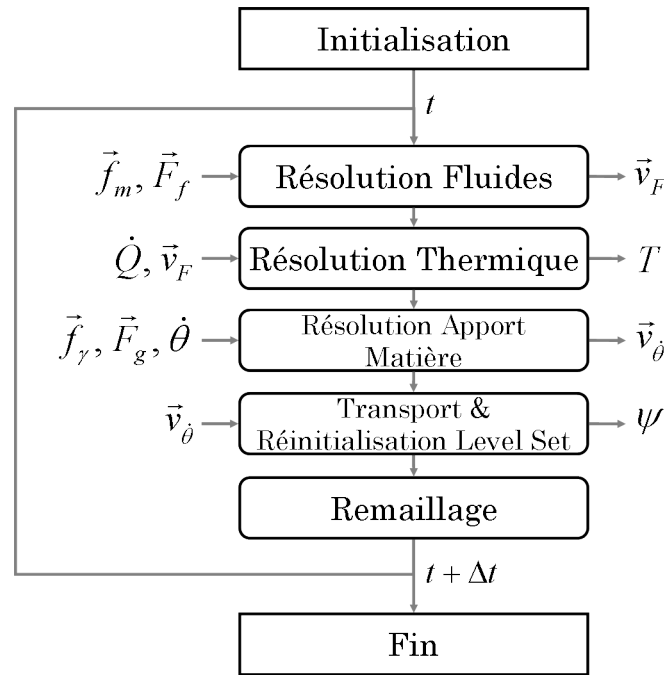 Initialisation
t
f⃗_m, F⃗_f
Résolution Fluides
v⃗_F
Q̇, v⃗_F
Résolution Thermique
T
f⃗_γ, F⃗_g, θ̇
Résolution Apport
Matière
v⃗_θ̇
v⃗_θ̇
Transport &
Réinitialisation Level Set
ψ
Remaillage
t + Δt
Fin